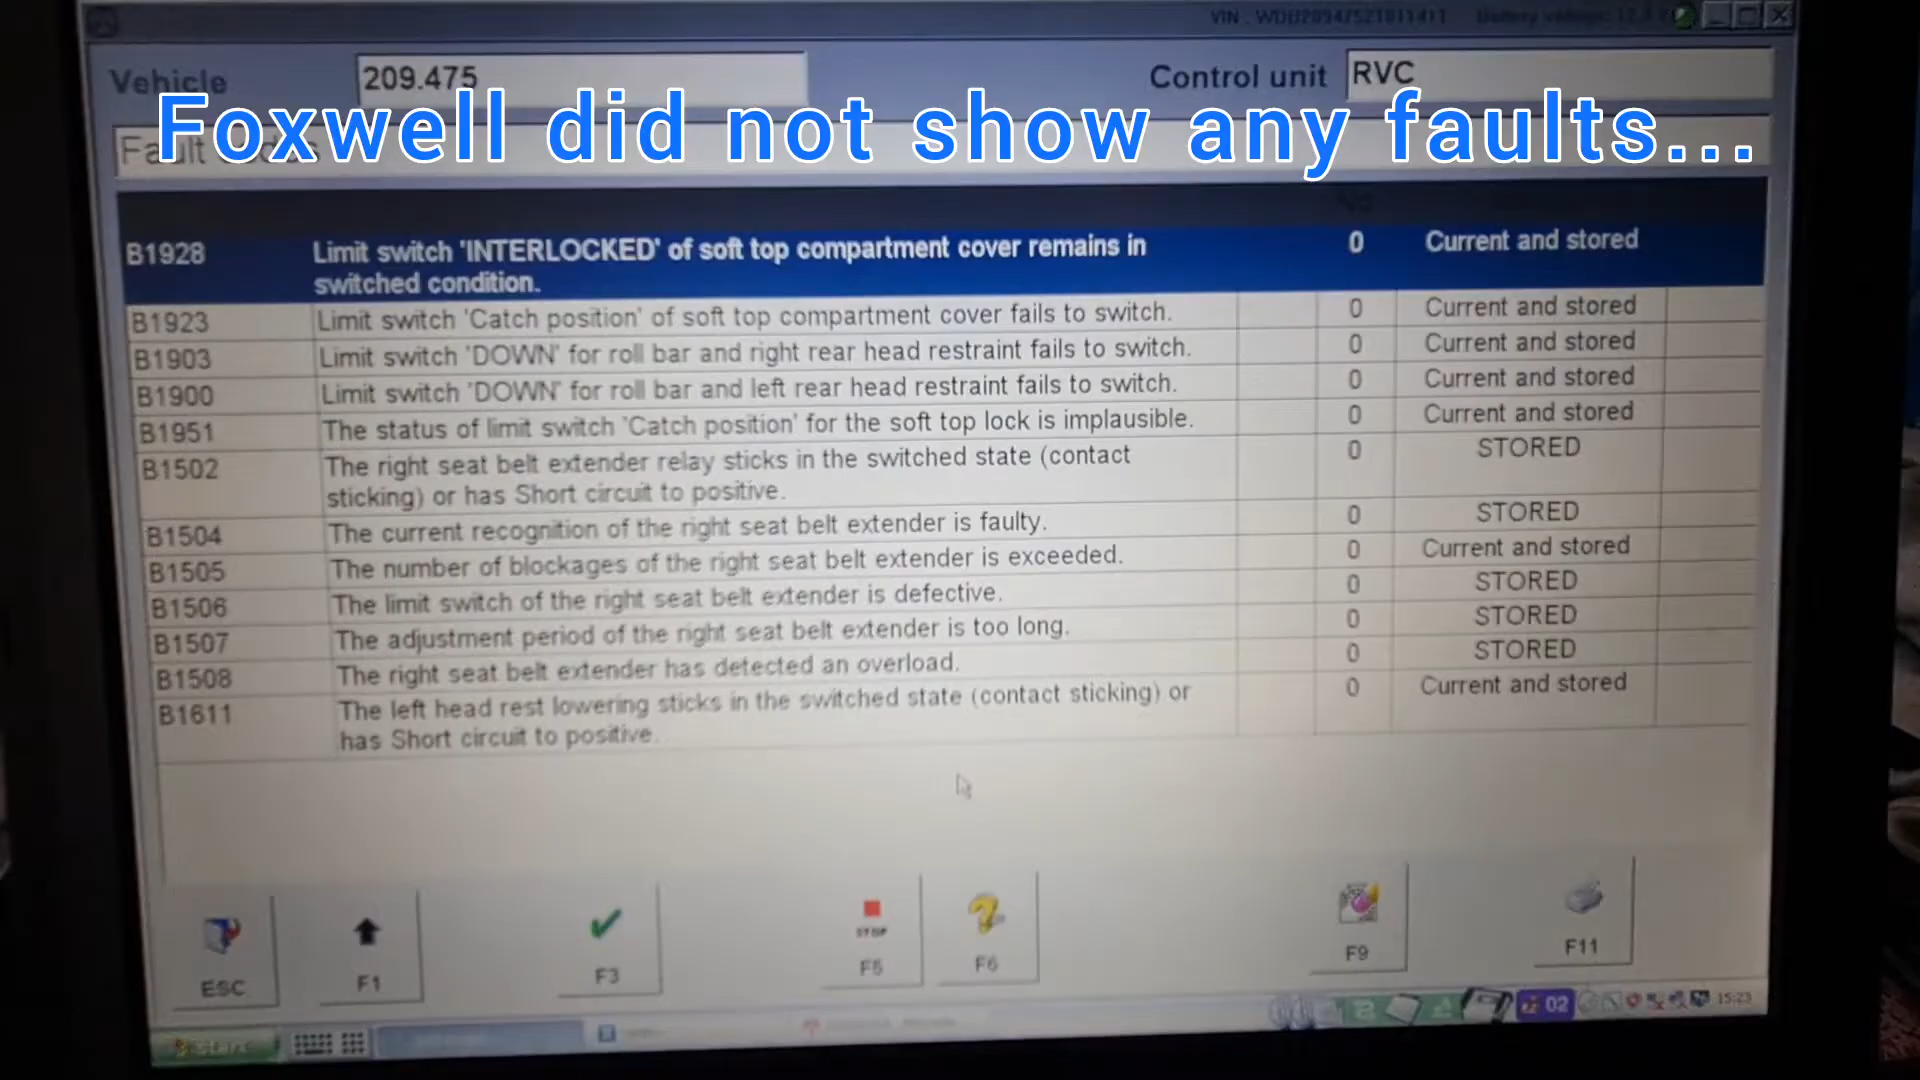 VIN : WDB2094752T011411 Battery voltage: 12.
Vehicle 209.475 Control unit RVC
Foxwell did not show any faults...
Fault codes
B1928 Limit switch 'INTERLOCKED' of soft top compartment cover remains in 0 Current and stored
switched condition.
B1923 Limit switch 'Catch position' of soft top compartment cover fails to switch. 0 Current and stored
B1903 Limit switch 'DOWN' for roll bar and right rear head restraint fails to switch. 0 Current and stored
B1900 Limit switch 'DOWN' for roll bar and left rear head restraint fails to switch. 0 Current and stored
B1951 The status of limit switch 'Catch position' for the soft top lock is implausible. 0 Current and stored
B1502 The right seat belt extender relay sticks in the switched state (contact 0 STORED
sticking) or has Short circuit to positive.
B1504 The current recognition of the right seat belt extender is faulty. 0 STORED
B1505 The number of blockages of the right seat belt extender is exceeded. 0 Current and stored
B1506 The limit switch of the right seat belt extender is defective. 0 STORED
B1507 The adjustment period of the right seat belt extender is too long. 0 STORED
B1508 The right seat belt extender has detected an overload. 0 STORED
B1611 The left head rest lowering sticks in the switched state (contact sticking) or 0 Current and stored
has Short circuit to positive.
STOP
ESC F1 F3 F5 F6 F9 F11
Start 02 15:23